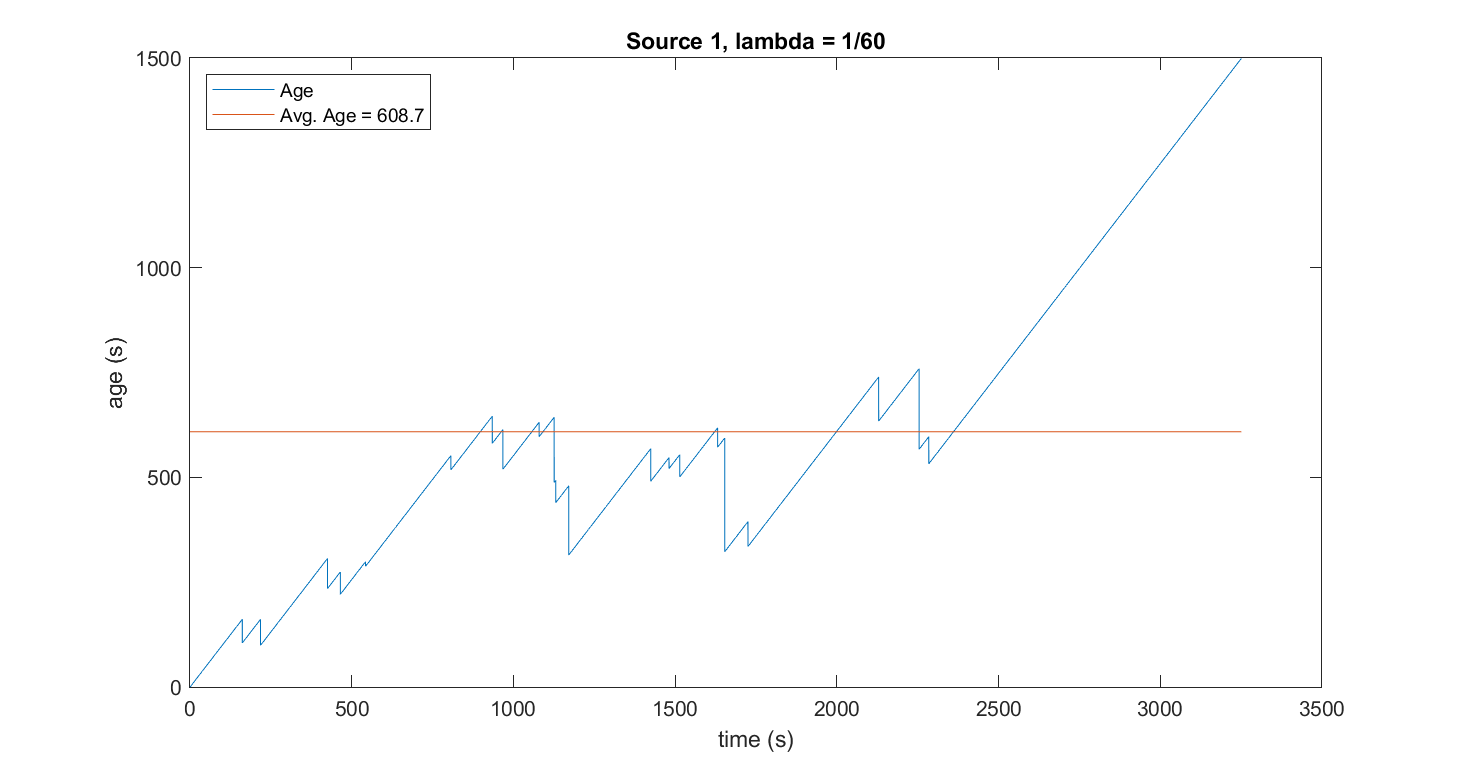 Source 1, lambda = 1/60
Age
Avg. Age = 608.7
1500
1000
500
0
age (s)
0 500 1000 1500 2000 2500 3000 3500
time (s)